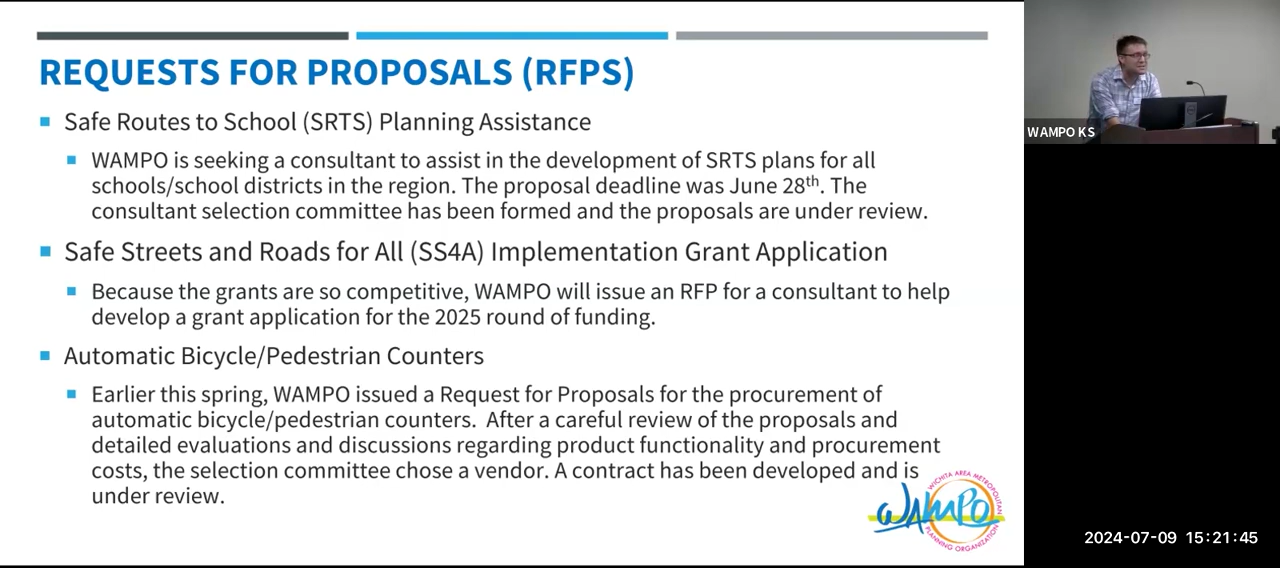 REQUESTS FOR PROPOSALS (RFPS)
Safe Routes to School (SRTS) Planning Assistance
WAMPO is seeking a consultant to assist in the development of SRTS plans for all
schools/school districts in the region. The proposal deadline was June 28th. The
consultant selection committee has been formed and the proposals are under review.
Safe Streets and Roads for All (SS4A) Implementation Grant Application
Because the grants are so competitive, WAMPO will issue an RFP for a consultant to help
develop a grant application for the 2025 round of funding.
Automatic Bicycle/Pedestrian Counters
Earlier this spring, WAMPO issued a Request for Proposals for the procurement of
automatic bicycle/pedestrian counters. After a careful review of the proposals and
detailed evaluations and discussions regarding product functionality and procurement
costs, the selection committee chose a vendor. A contract has been developed and is
under review.
WICHITA AREA METROPOLITAN
WAMPO
PLANNING ORGANIZATION
WAMPO KS
2024-07-09 15:21:45